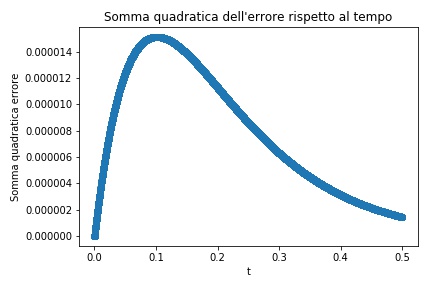 Somma quadratica dell'errore rispetto al tempo
Somma quadratica errore
0.000014
0.000012
0.000010
0.000008
0.000006
0.000004
0.000002
0.000000
0.0 0.1 0.2 0.3 0.4 0.5
t